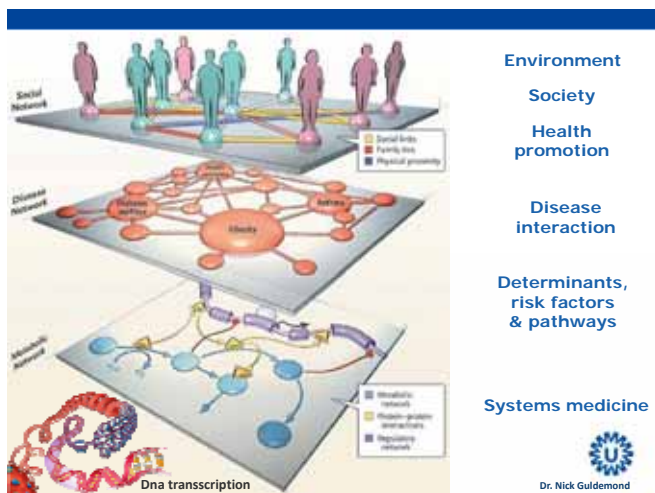 Social
Network
Social links
Family ties
Physical proximity
Disease
Network
Diabetes
mellitus
Asthma
Obesity
Metabolic
Network
Metabolic
network
Protein–protein
interactions
Regulatory
network
Dna transscription
Environment
Society
Health
promotion
Disease
interaction
Determinants,
risk factors
& pathways
Systems medicine
U
Dr. Nick Guldemond